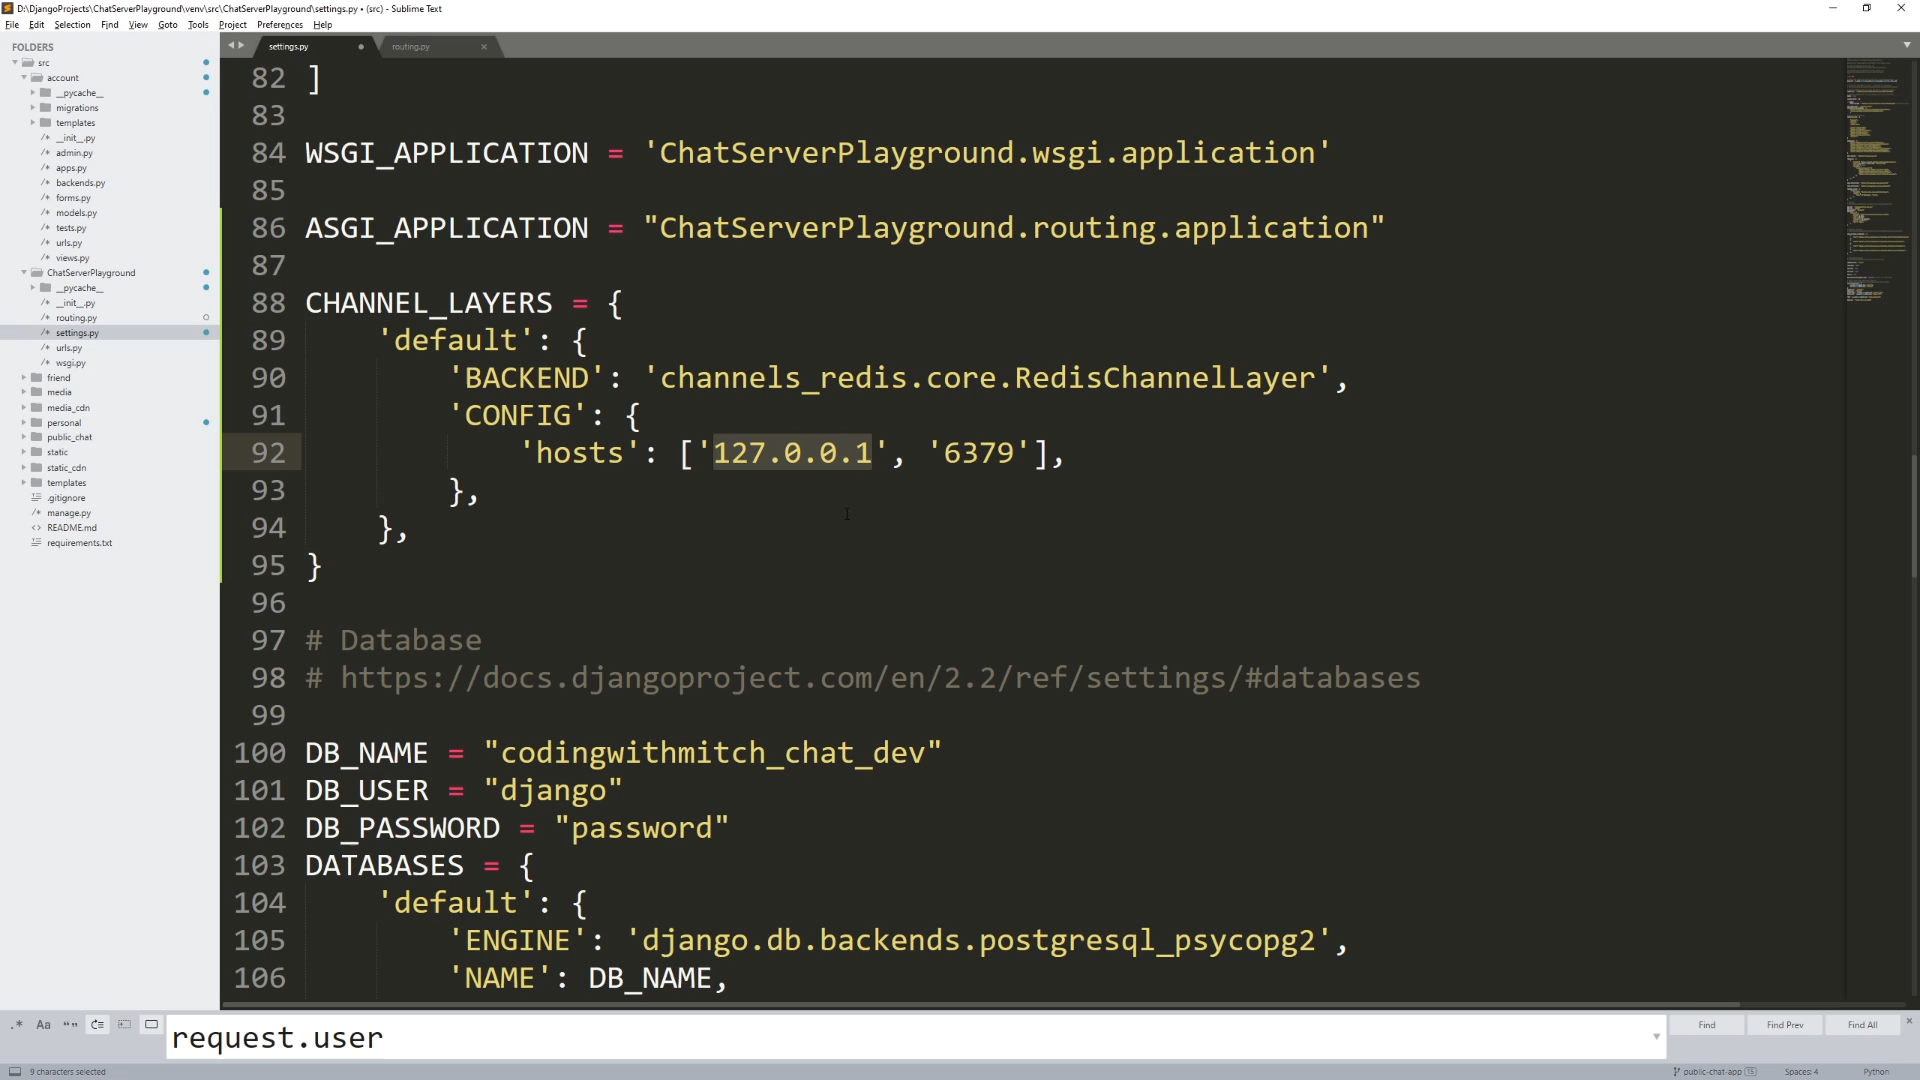 D:\DjangoProjects\ChatServerPlayground\venv\src\ChatServerPlayground\settings.py • (src) - Sublime Text
File Edit Selection Find View Goto Tools Project Preferences Help
FOLDERS
src
account
__pycache__
migrations
templates
/* __init__.py
/* admin.py
/* apps.py
/* backends.py
/* forms.py
/* models.py
/* tests.py
/* urls.py
/* views.py
ChatServerPlayground
__pycache__
/* __init__.py
/* routing.py
/* settings.py
/* urls.py
/* wsgi.py
friend
media
media_cdn
personal
public_chat
static
static_cdn
templates
.gitignore
/* manage.py
<> README.md
requirements.txt
settings.py
routing.py
82 ]
83
84 WSGI_APPLICATION = 'ChatServerPlayground.wsgi.application'
85
86 ASGI_APPLICATION = "ChatServerPlayground.routing.application"
87
88 CHANNEL_LAYERS = {
89 'default': {
90 'BACKEND': 'channels_redis.core.RedisChannelLayer',
91 'CONFIG': {
92 'hosts': ['127.0.0.1', '6379'],
93 },
94 },
95 }
96
97 # Database
98 # https://docs.djangoproject.com/en/2.2/ref/settings/#databases
99
100 DB_NAME = "codingwithmitch_chat_dev"
101 DB_USER = "django"
102 DB_PASSWORD = "password"
103 DATABASES = {
104 'default': {
105 'ENGINE': 'django.db.backends.postgresql_psycopg2',
106 'NAME': DB_NAME,
.* Aa “” request.user Find Find Prev Find All
9 characters selected public-chat-app 15 Spaces: 4 Python